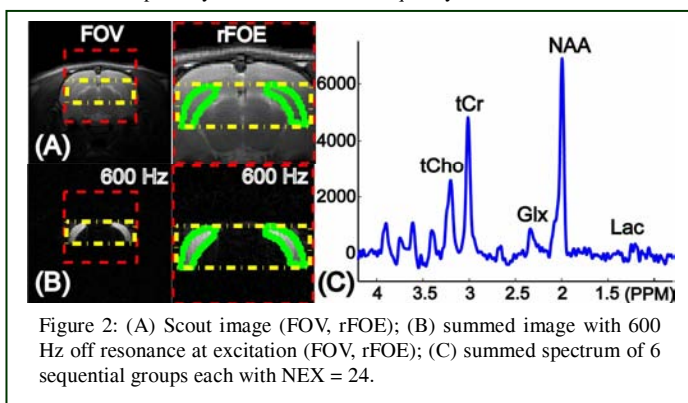 FOV
rFOE
(A)
600 Hz
600 Hz
(B)
NAA
6000
tCr
4000
tCho
2000
Glx
Lac
0
(C)
4 3.5 3 2.5 2 1.5 (PPM)
Figure 2: (A) Scout image (FOV, rFOE); (B) summed image with 600
Hz off resonance at excitation (FOV, rFOE); (C) summed spectrum of 6
sequential groups each with NEX = 24.